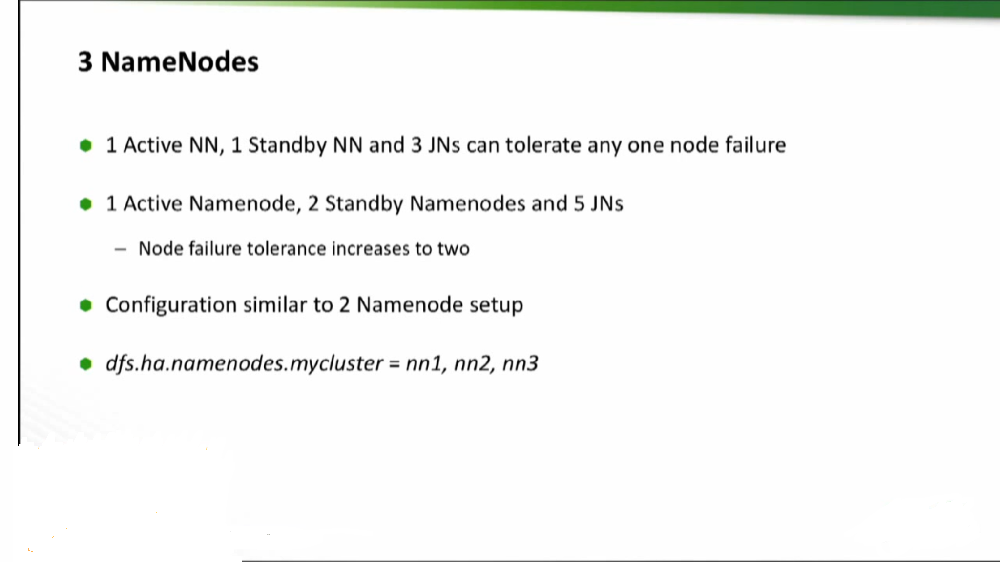 3 NameNodes
1 Active NN, 1 Standby NN and 3 JNs can tolerate any one node failure
1 Active Namenode, 2 Standby Namenodes and 5 JNs
– Node failure tolerance increases to two
Configuration similar to 2 Namenode setup
dfs.ha.namenodes.mycluster = nn1, nn2, nn3